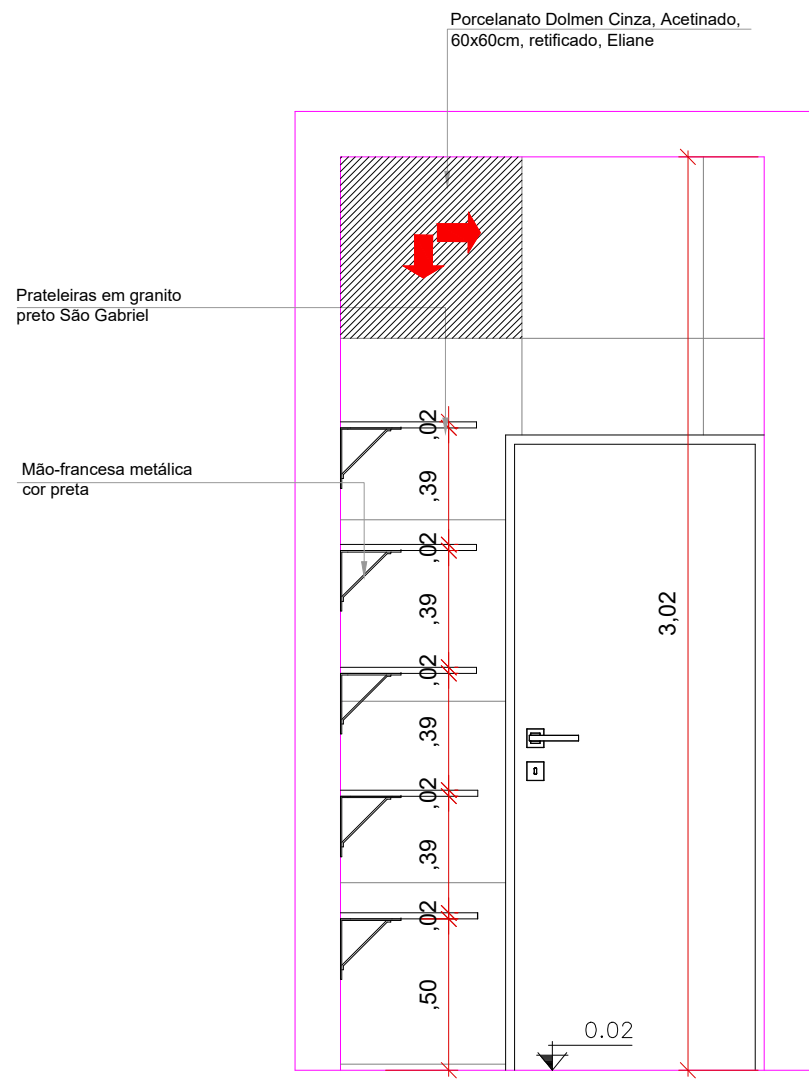 Porcelanato Dolmen Cinza, Acetinado,
60x60cm, retificado, Eliane
Prateleiras em granito
preto São Gabriel
,02
Mão-francesa metálica
cor preta
,39
,02
,39
3,02
,02
,39
,02
,39
,02
,50
0.02